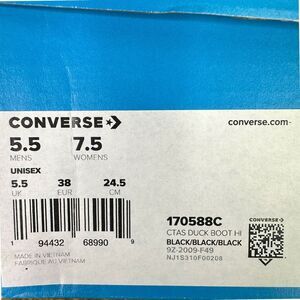 CONVERSE
converse.com
5.5 7.5
MENS WOMENS
UNISEX
5.5 38 24.5
UK EUR CM
1 94432 68990 9
MADE IN VIETNAM
FABRIQUE AU VIETNAM
170588C
CTAS DUCK BOOT HI
BLACK/BLACK/BLACK
9Z-2009-F49
NJ1S310F00208
CONVERSE